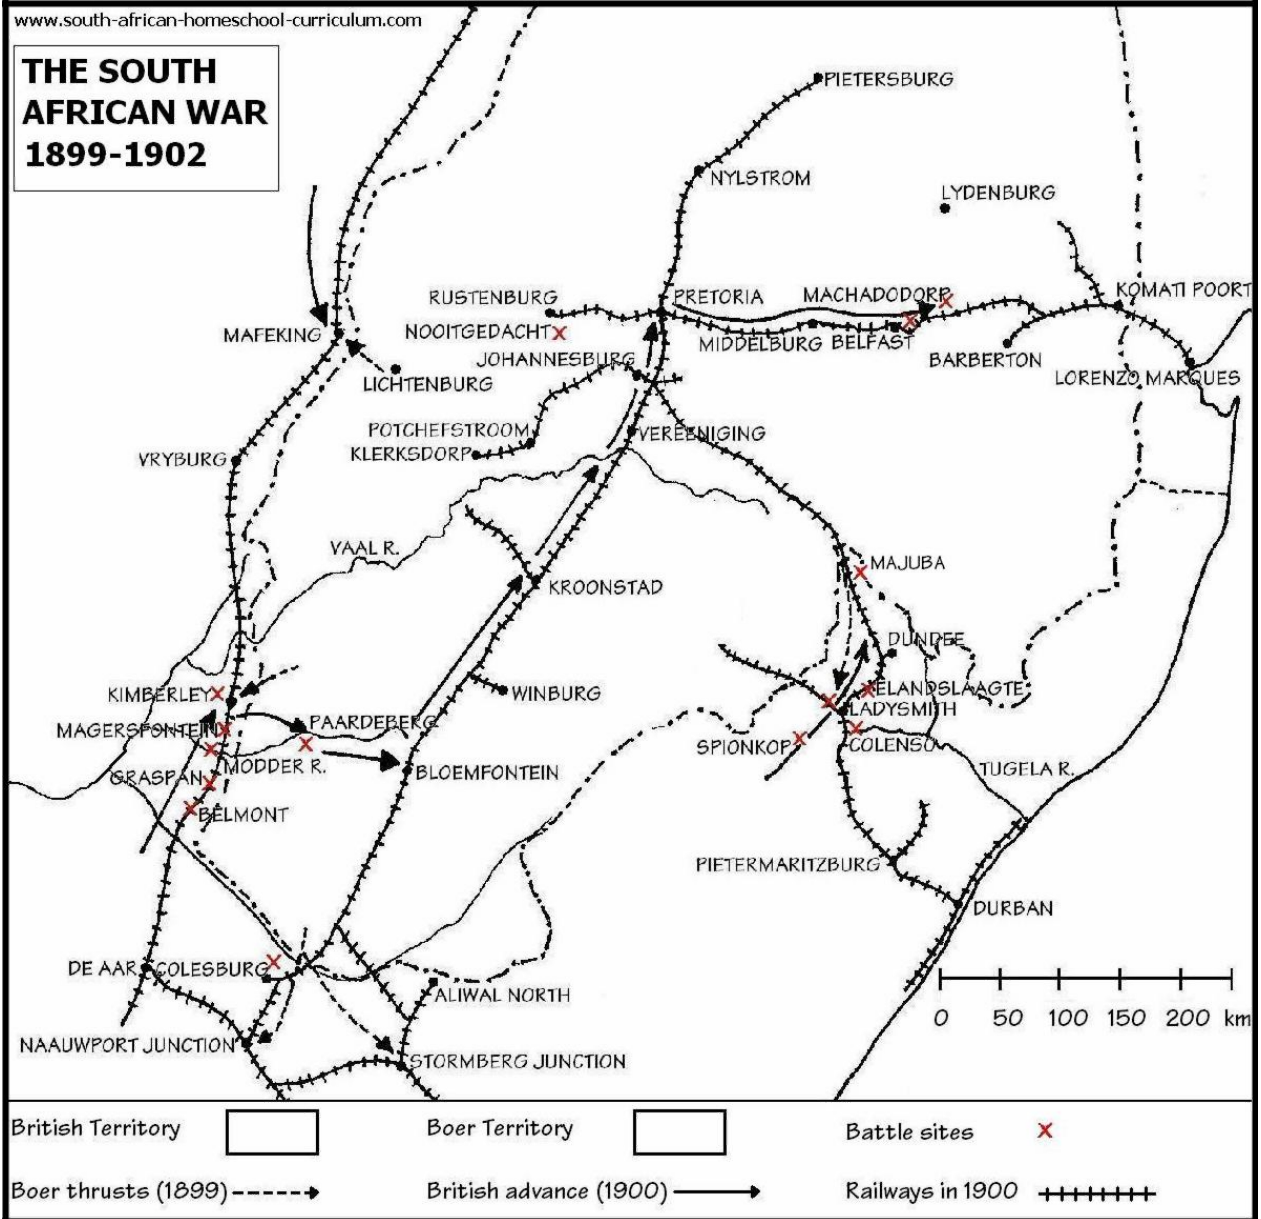 www.south-african-homeschool-curriculum.com
THE SOUTH
AFRICAN WAR
1899-1902
PIETERSBURG
NYLSTROM
LYDENBURG
RUSTENBURG
PRETORIA
MACHADODORP
KOMATI POORT
MAFEKING
NOOITGEDACHT
MIDDELBURG
BELFAST
BARBERTON
JOHANNESBURG
LICHTENBURG
LORENZO MARQUES
POTCHEFSTROOM
VEREENIGING
KLERKSDORP
VRYBURG
VAAL R.
MAJUBA
KROONSTAD
DUNDEE
KIMBERLEY
WINBURG
ELANDSLAAGTE
LADYSMITH
MAGERSFONTEIN
PAARDEBERG
SPIONKOP
COLENSO
MODDER R.
BLOEMFONTEIN
TUGELA R.
GRASPAN
BELMONT
PIETERMARITZBURG
DURBAN
DE AAR
COLESBURG
ALIWAL NORTH
0 50 100 150 200 km
NAAUWPORT JUNCTION
STORMBERG JUNCTION
British Territory
Boer Territory
Battle sites
Boer thrusts (1899)
British advance (1900)
Railways in 1900